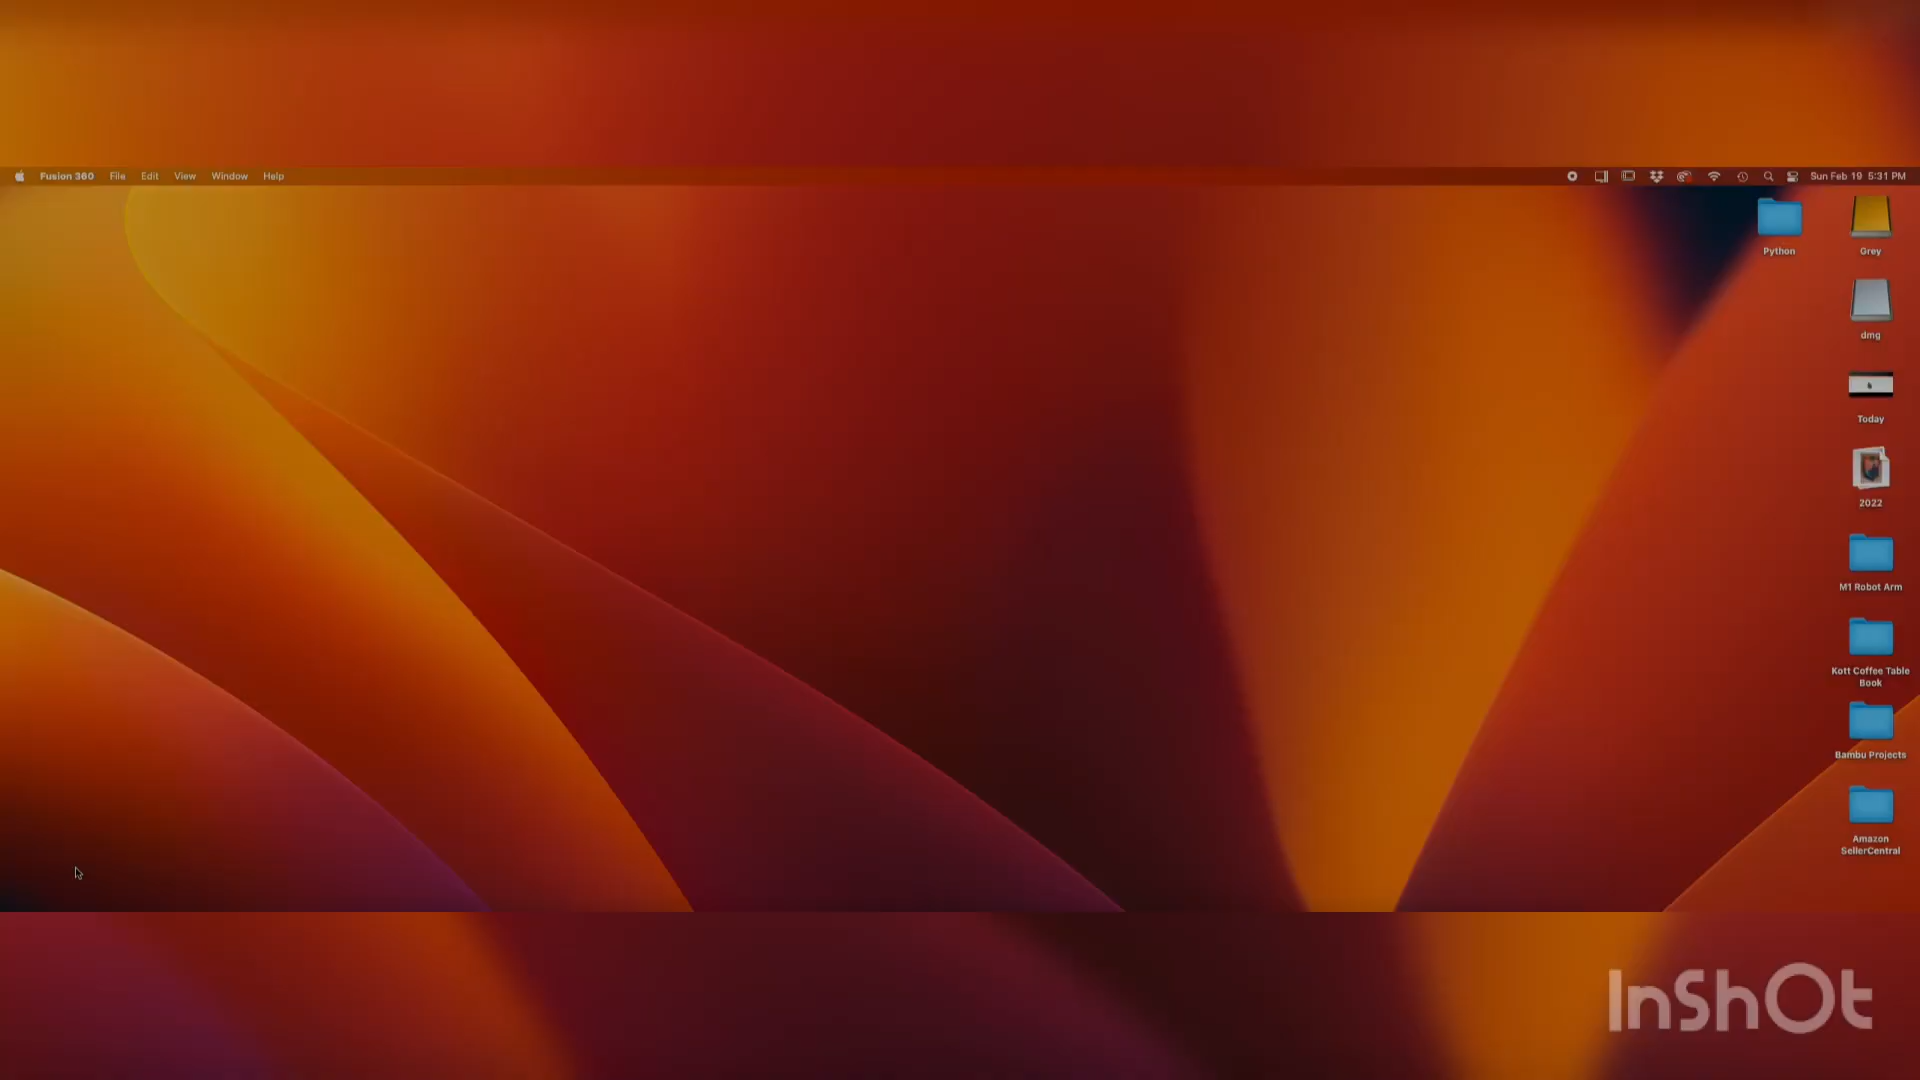 Fusion 360 File Edit View Window Help Sun Feb 19 5:31 PM
Python Grey
dmg
Today
2022
M1 Robot Arm
Kott Coffee Table
Book
Bambu Projects
Amazon
SellerCentral
InShOt